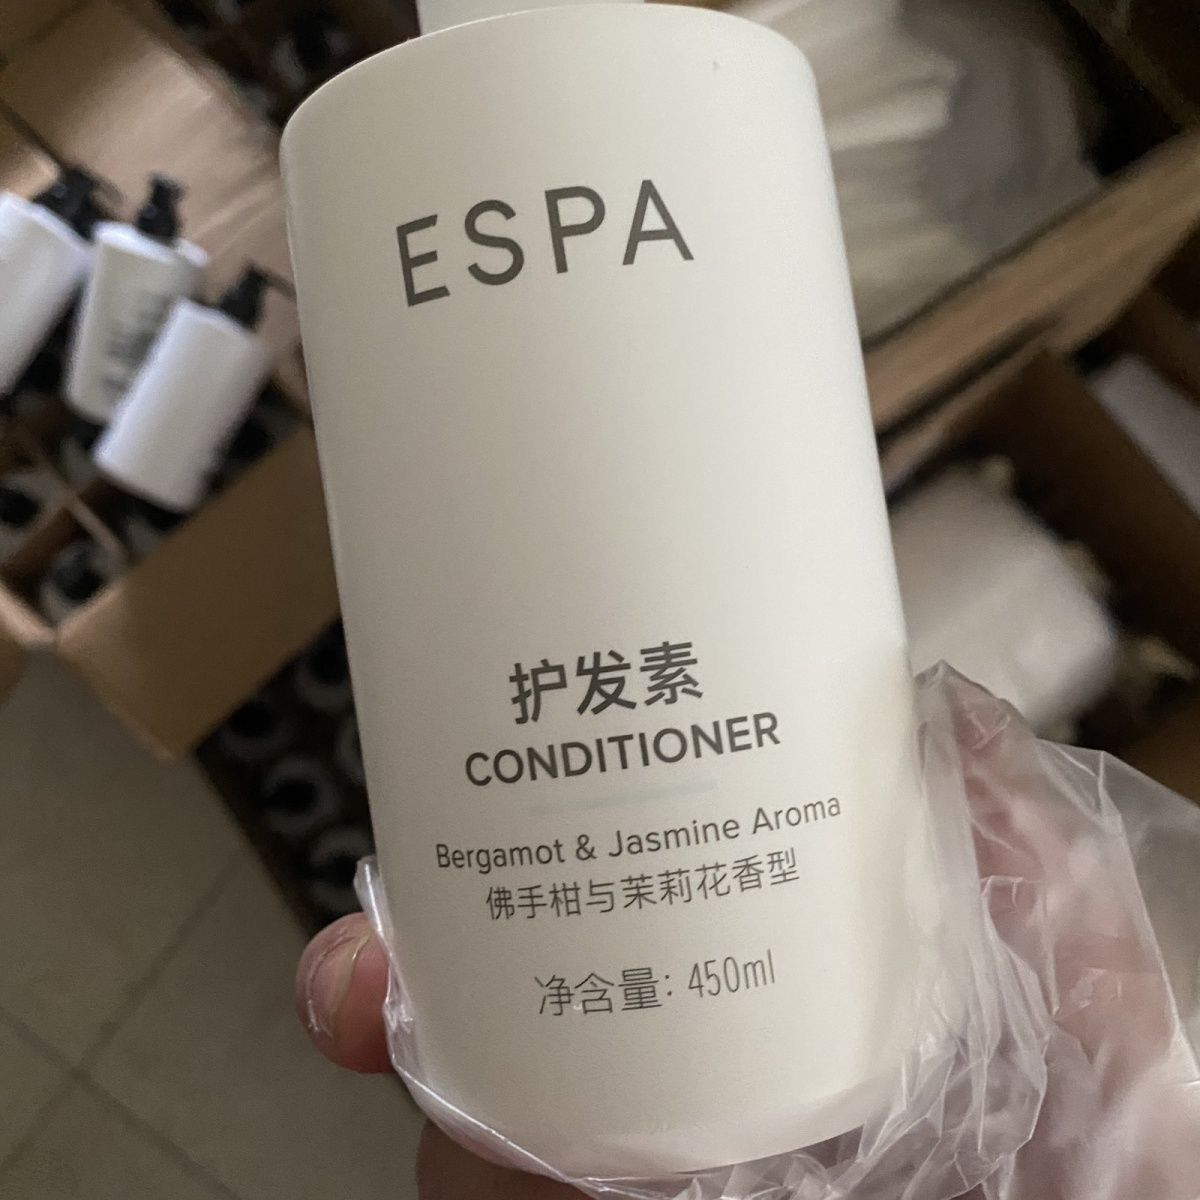 ESPA
护发素
CONDITIONER
Bergamot & Jasmine Aroma
佛手柑与茉莉花香型
净含量: 450ml